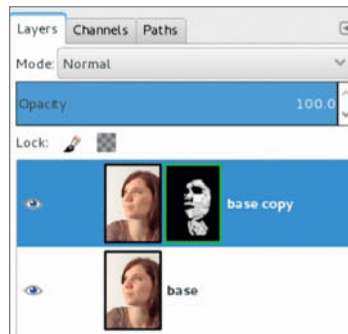 Layers Channels Paths
Mode: Normal
Opacity 100.0
Lock:
base copy
base